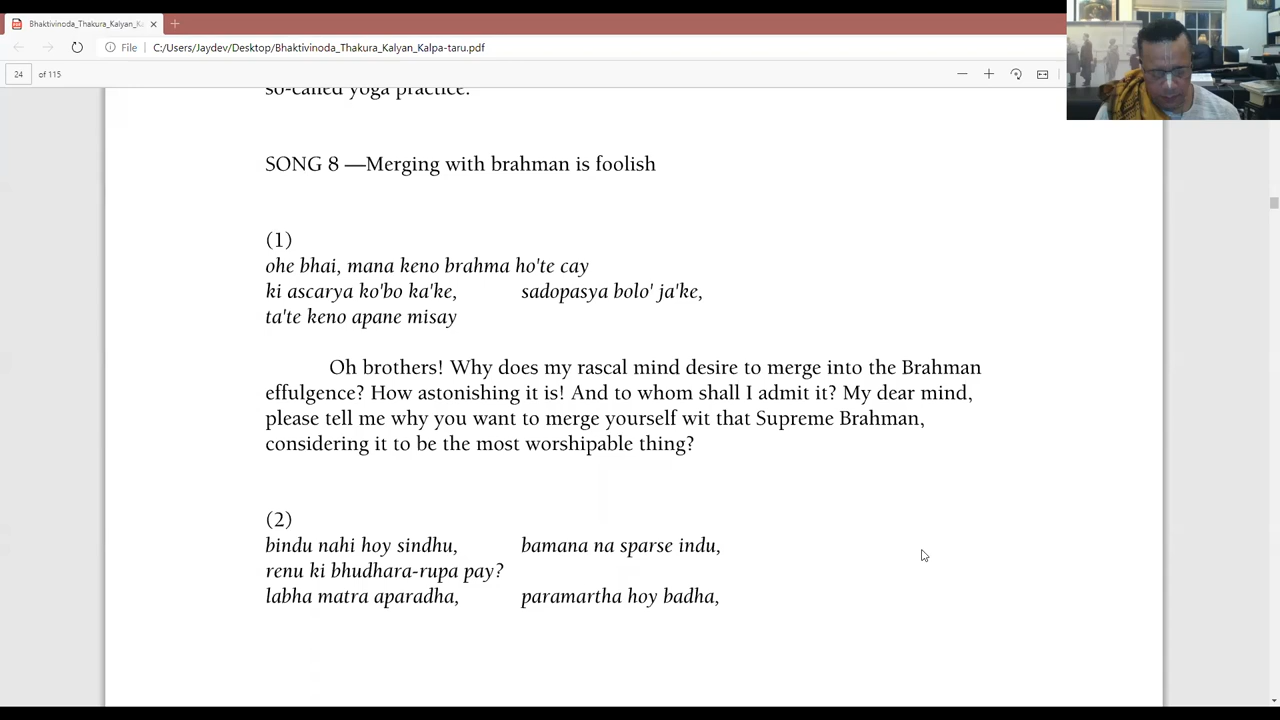 Bhaktivinoda_Thakura_Kalyan_K
File
C:/Users/Jaydev/Desktop/Bhaktivinoda_Thakura_Kalyan_Kalpa-taru.pdf
24 of 115
so-called yoga practice.
SONG 8 —Merging with brahman is foolish
(1)
ohe bhai, mana keno brahma ho'te cay
ki ascarya ko'bo ka'ke, sadopasya bolo' ja'ke,
ta'te keno apane misay
Oh brothers! Why does my rascal mind desire to merge into the Brahman
effulgence? How astonishing it is! And to whom shall I admit it? My dear mind,
please tell me why you want to merge yourself wit that Supreme Brahman,
considering it to be the most worshipable thing?
(2)
bindu nahi hoy sindhu, bamana na sparse indu,
renu ki bhudhara-rupa pay?
labha matra aparadha, paramartha hoy badha,